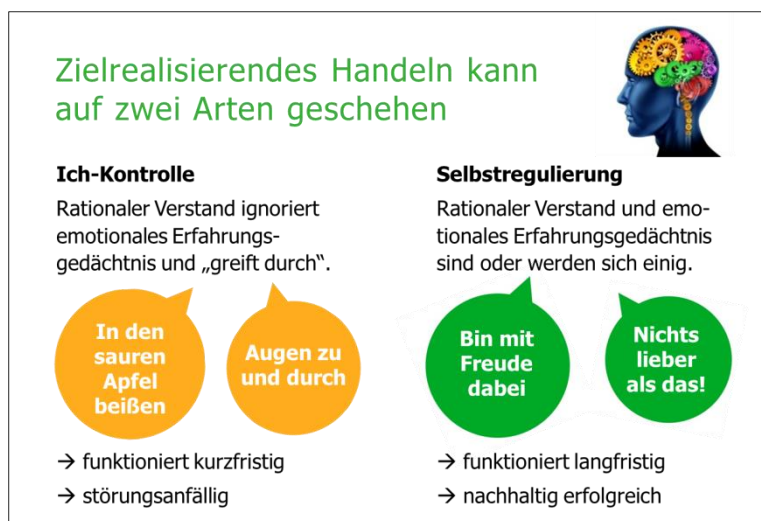 Zielrealisierendes Handeln kann
auf zwei Arten geschehen
Ich-Kontrolle
Rationaler Verstand ignoriert
emotionales Erfahrungs-
gedächtnis und „greift durch“.
In den
sauren
Apfel
beißen
Augen zu
und durch
→ funktioniert kurzfristig
→ störungsanfällig
Selbstregulierung
Rationaler Verstand und emo-
tionales Erfahrungsgedächtnis
sind oder werden sich einig.
Bin mit
Freude
dabei
Nichts
lieber
als das!
→ funktioniert langfristig
→ nachhaltig erfolgreich